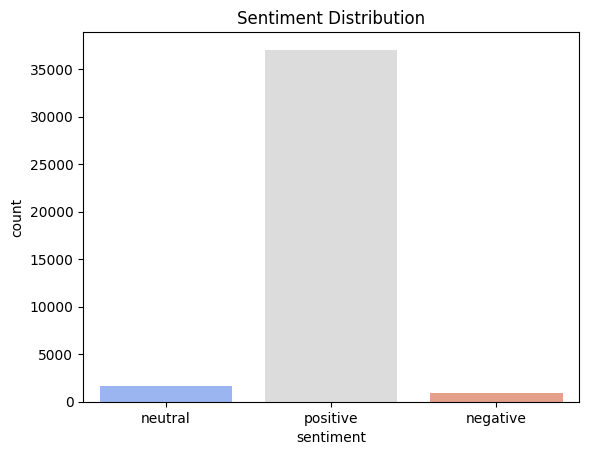 Sentiment Distribution
count
35000
30000
25000
20000
15000
10000
5000
0
neutral
positive
negative
sentiment